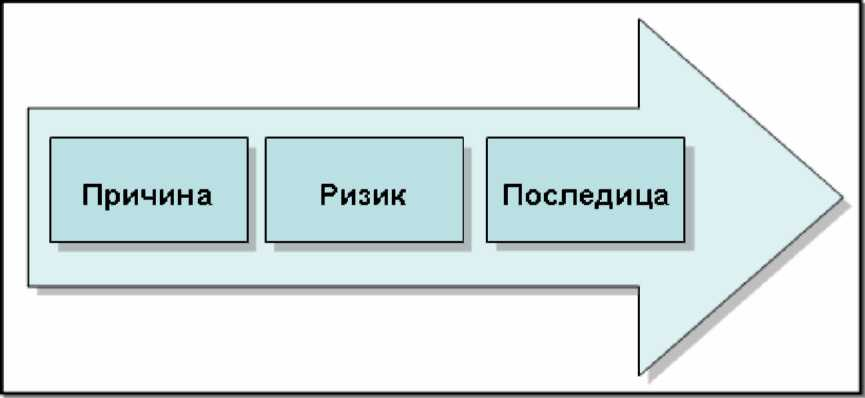 Причина
Ризик
Последица